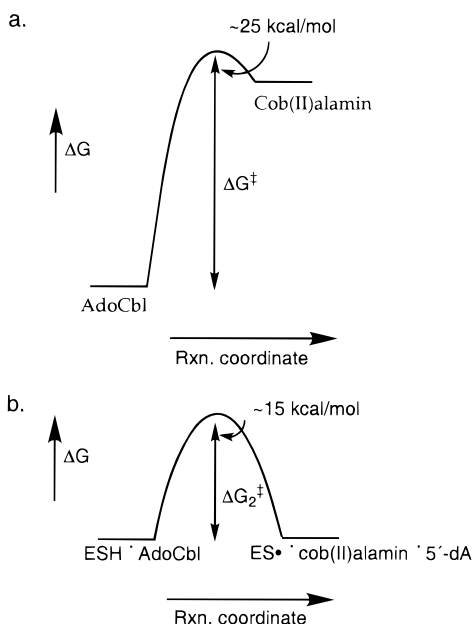 a.
~25 kcal/mol
Cob(II)alamin
ΔG
ΔG‡
AdoCbl
Rxn. coordinate
b.
~15 kcal/mol
ΔG
ΔG₂‡
ESH · AdoCbl
ES• · cob(II)alamin · 5´-dA
Rxn. coordinate